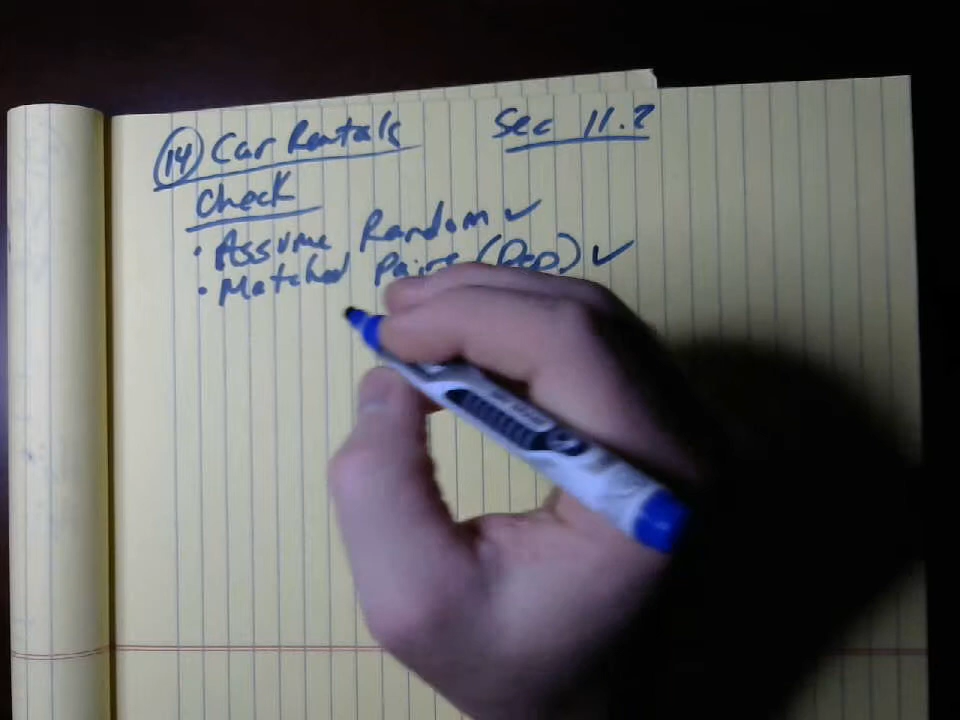 14 Car Rentals
Sec 11.2
Check
• Assume Random ✓
• Matched Pairs (Dep) ✓